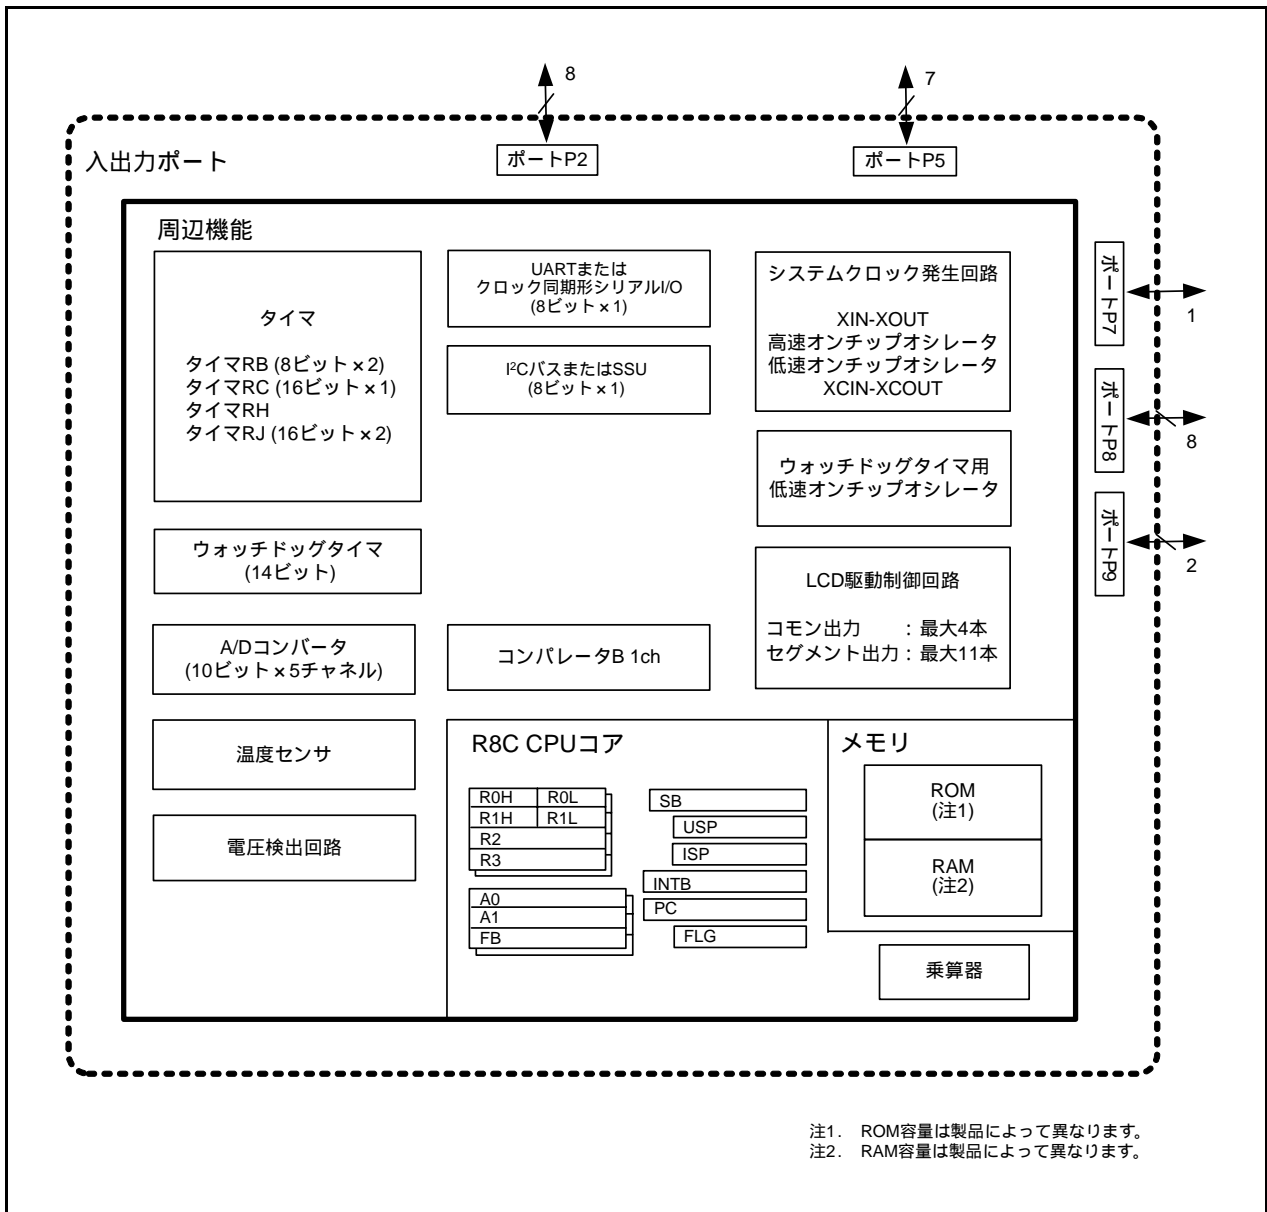 8
7
入出力ポート
ポートP2
ポートP5
周辺機能
タイマ
タイマRB (8ビット×2)
タイマRC (16ビット×1)
タイマRH
タイマRJ (16ビット×2)
UARTまたは
クロック同期形シリアルI/O
(8ビット×1)
I²CバスまたはSSU
(8ビット×1)
システムクロック発生回路
XIN-XOUT
高速オンチップオシレータ
低速オンチップオシレータ
XCIN-XCOUT
ポートP7
1
ポートP8
8
ポートP9
2
ウォッチドッグタイマ用
低速オンチップオシレータ
ウォッチドッグタイマ
(14ビット)
LCD駆動制御回路
コモン出力 : 最大4本
セグメント出力 : 最大11本
A/Dコンバータ
(10ビット×5チャネル)
コンパレータB 1ch
温度センサ
電圧検出回路
R8C CPUコア
R0H R0L
R1H R1L
R2
R3
A0
A1
FB
SB
USP
ISP
INTB
PC
FLG
メモリ
ROM
(注1)
RAM
(注2)
乗算器
注1. ROM容量は製品によって異なります。
注2. RAM容量は製品によって異なります。